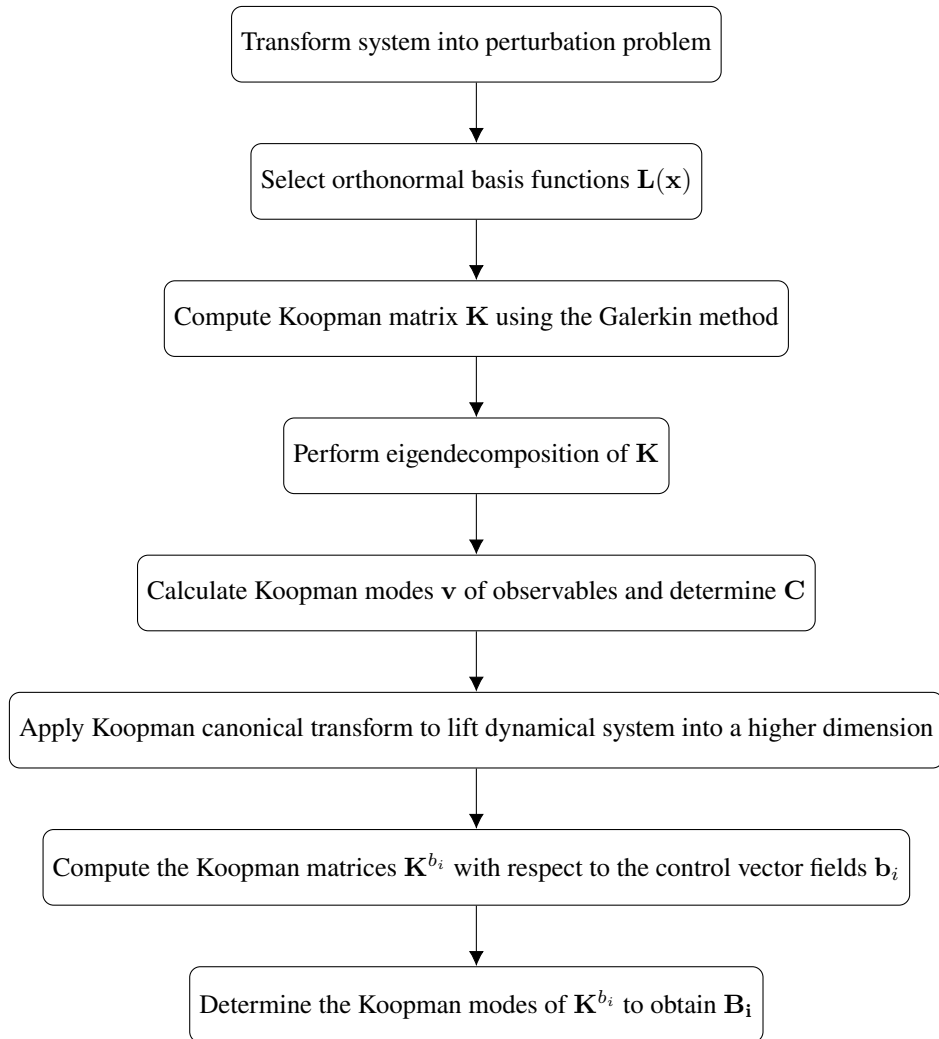 Transform system into perturbation problem
Select orthonormal basis functions L(x)
Compute Koopman matrix K using the Galerkin method
Perform eigendecomposition of K
Calculate Koopman modes v of observables and determine C
Apply Koopman canonical transform to lift dynamical system into a higher dimension
Compute the Koopman matrices K^{b_i} with respect to the control vector fields b_i
Determine the Koopman modes of K^{b_i} to obtain B_i